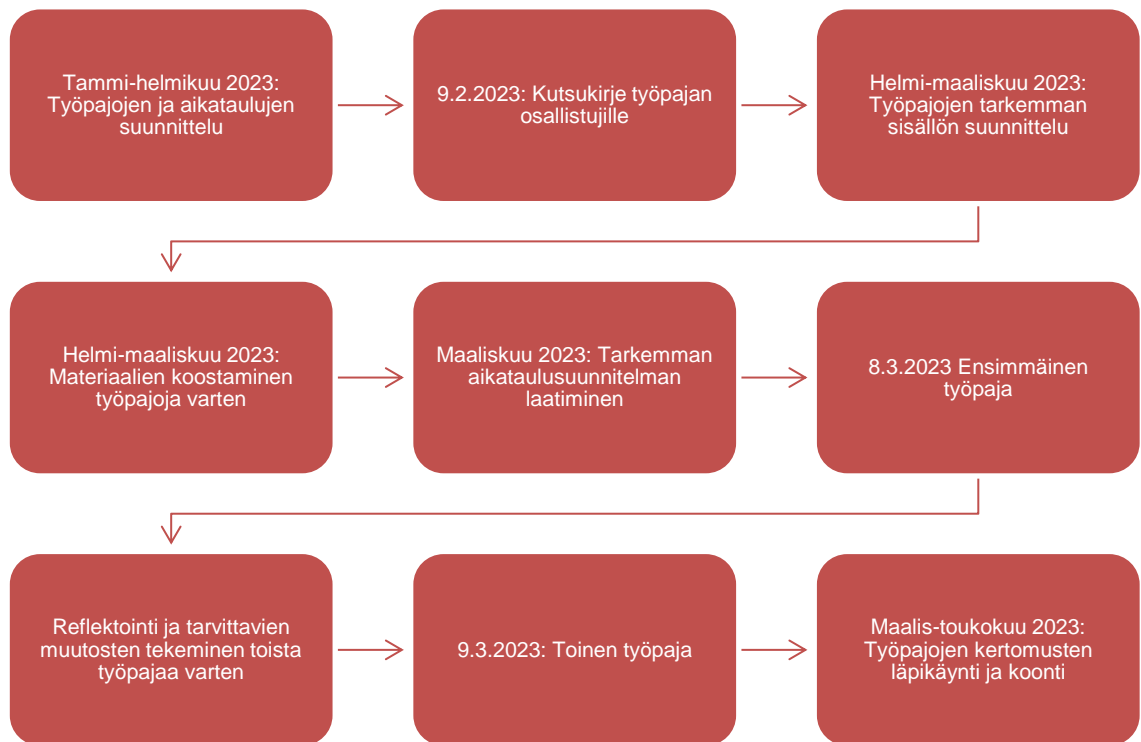 Tammi-helmikuu 2023:
Työpajojen ja aikataulujen
suunnittelu
9.2.2023: Kutsukirje työpajan
osallistujille
Helmi-maaliskuu 2023:
Työpajojen tarkemman
sisällön suunnittelu
Helmi-maaliskuu 2023:
Materiaalien koostaminen
työpajoja varten
Maaliskuu 2023: Tarkemman
aikataulusuunnitelman
laatiminen
8.3.2023 Ensimmäinen
työpaja
Reflektointi ja tarvittavien
muutosten tekeminen toista
työpajaa varten
9.3.2023: Toinen työpaja
Maalis-toukokuu 2023:
Työpajojen kertomusten
läpikäynti ja koonti